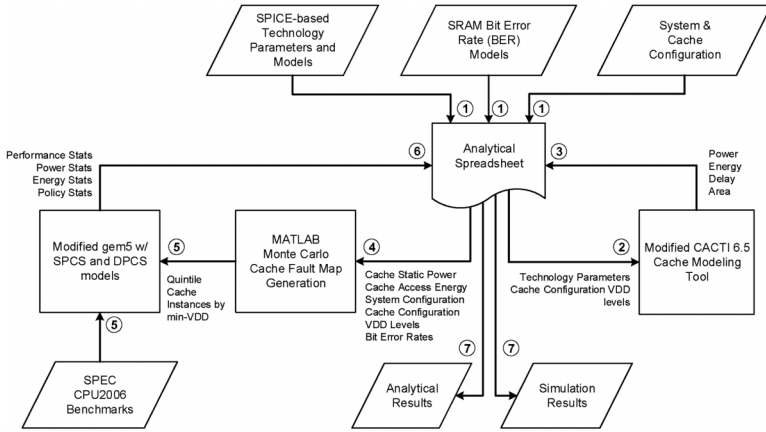 SPICE-based
Technology
Parameters and
Models
SRAM Bit Error
Rate (BER)
Models
System &
Cache
Configuration
1
1
1
Analytical
Spreadsheet
6
3
Performance Stats
Power Stats
Energy Stats
Policy Stats
Power
Energy
Delay
Area
Modified gem5 w/
SPCS and DPCS
models
5
Quintile
Cache
Instances by
min-VDD
MATLAB
Monte Carlo
Cache Fault Map
Generation
4
Cache Static Power
Cache Access Energy
System Configuration
Cache Configuration
VDD Levels
Bit Error Rates
2
Technology Parameters
Cache Configuration VDD
levels
Modified CACTI 6.5
Cache Modeling
Tool
5
7
7
SPEC
CPU2006
Benchmarks
Analytical
Results
Simulation
Results